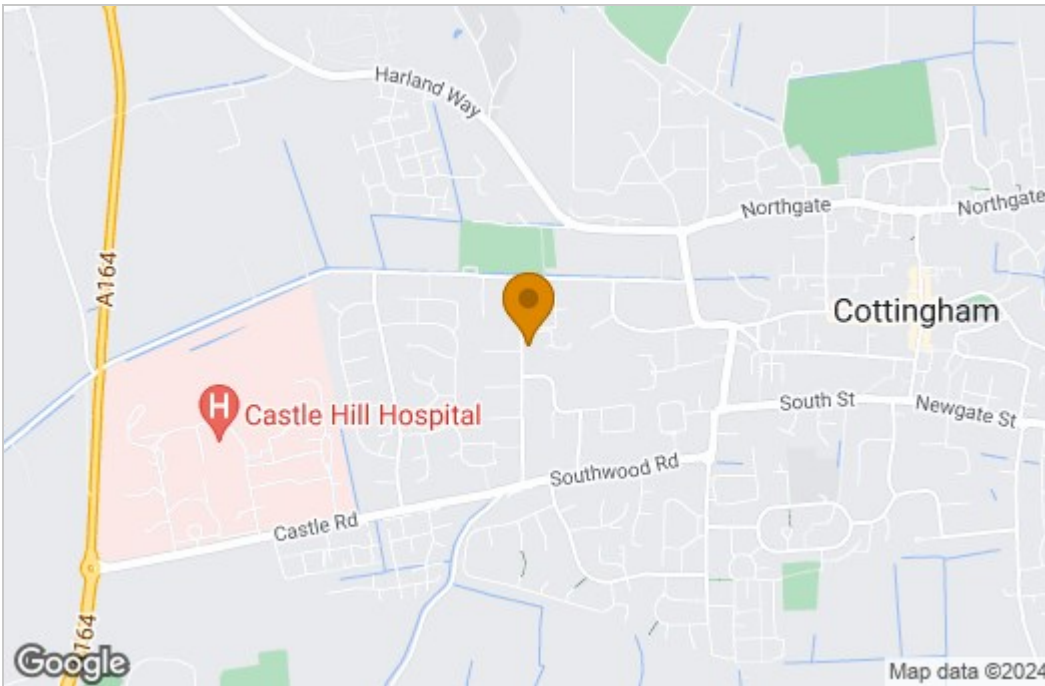 Harland Way
Northgate
Northgate
A164
Cottingham
H
Castle Hill Hospital
South St
Newgate St
Southwood Rd
Castle Rd
A164
Google
Map data ©2024